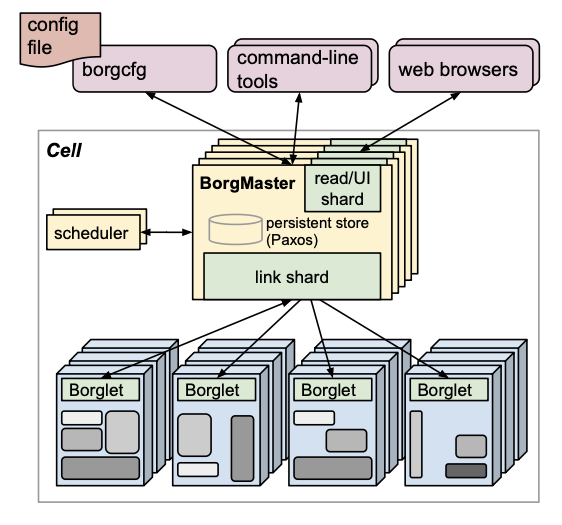 config
file
borgcfg
command-line
tools
web browsers
Cell
BorgMaster
read/UI
shard
persistent store
(Paxos)
scheduler
link shard
Borglet
Borglet
Borglet
Borglet